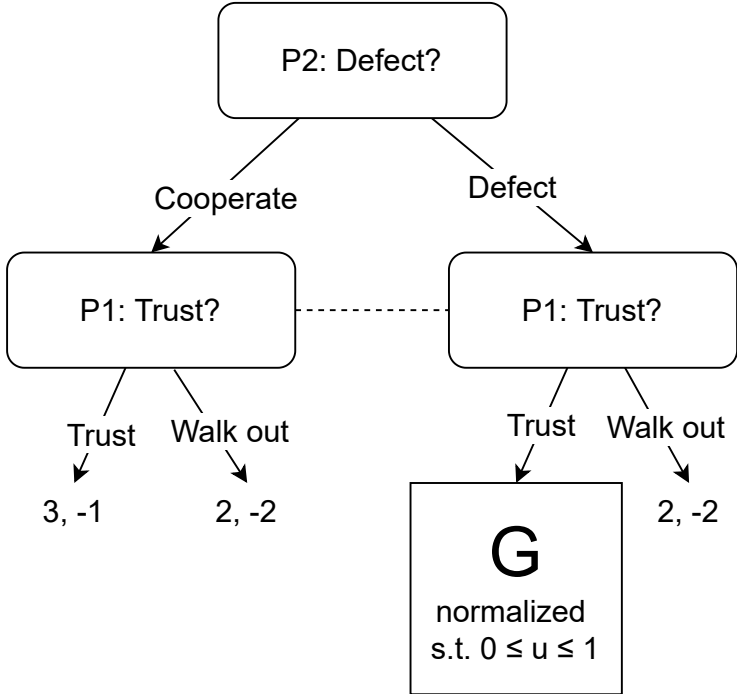 P2: Defect?
Cooperate
Defect
P1: Trust?
P1: Trust?
Trust
Walk out
Trust
Walk out
3, -1
2, -2
2, -2
G
normalized
s.t. 0 ≤ u ≤ 1